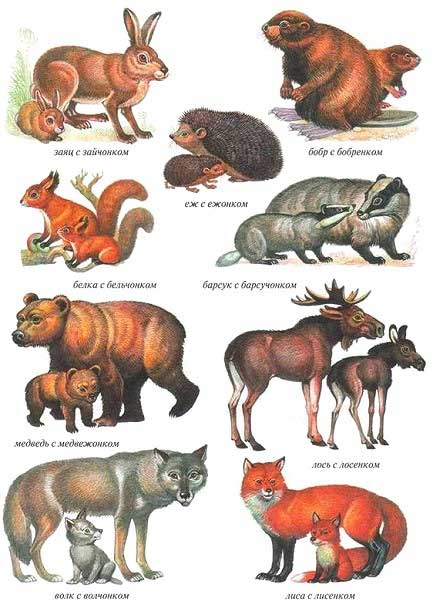 заяц с зайчонком
бобр с бобренком
еж с ежонком
белка с бельчонком
барсук с барсучонком
медведь с медвежонком
лось с лосенком
волк с волчонком
лиса с лисенком